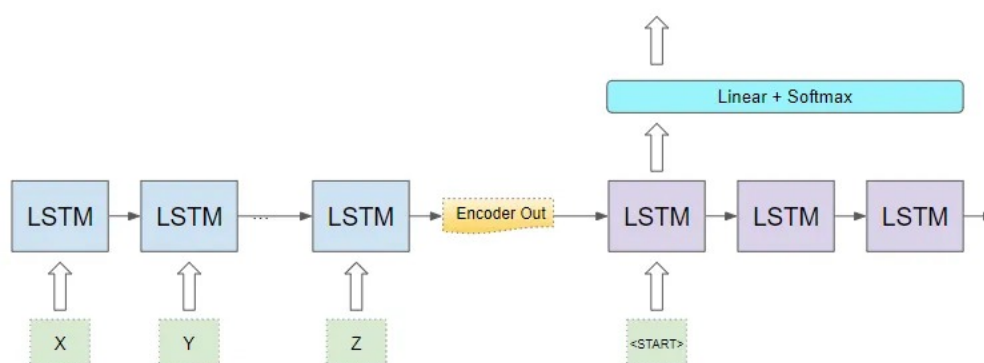 Linear + Softmax
LSTM LSTM ... LSTM Encoder Out LSTM LSTM LSTM
X Y Z <START>